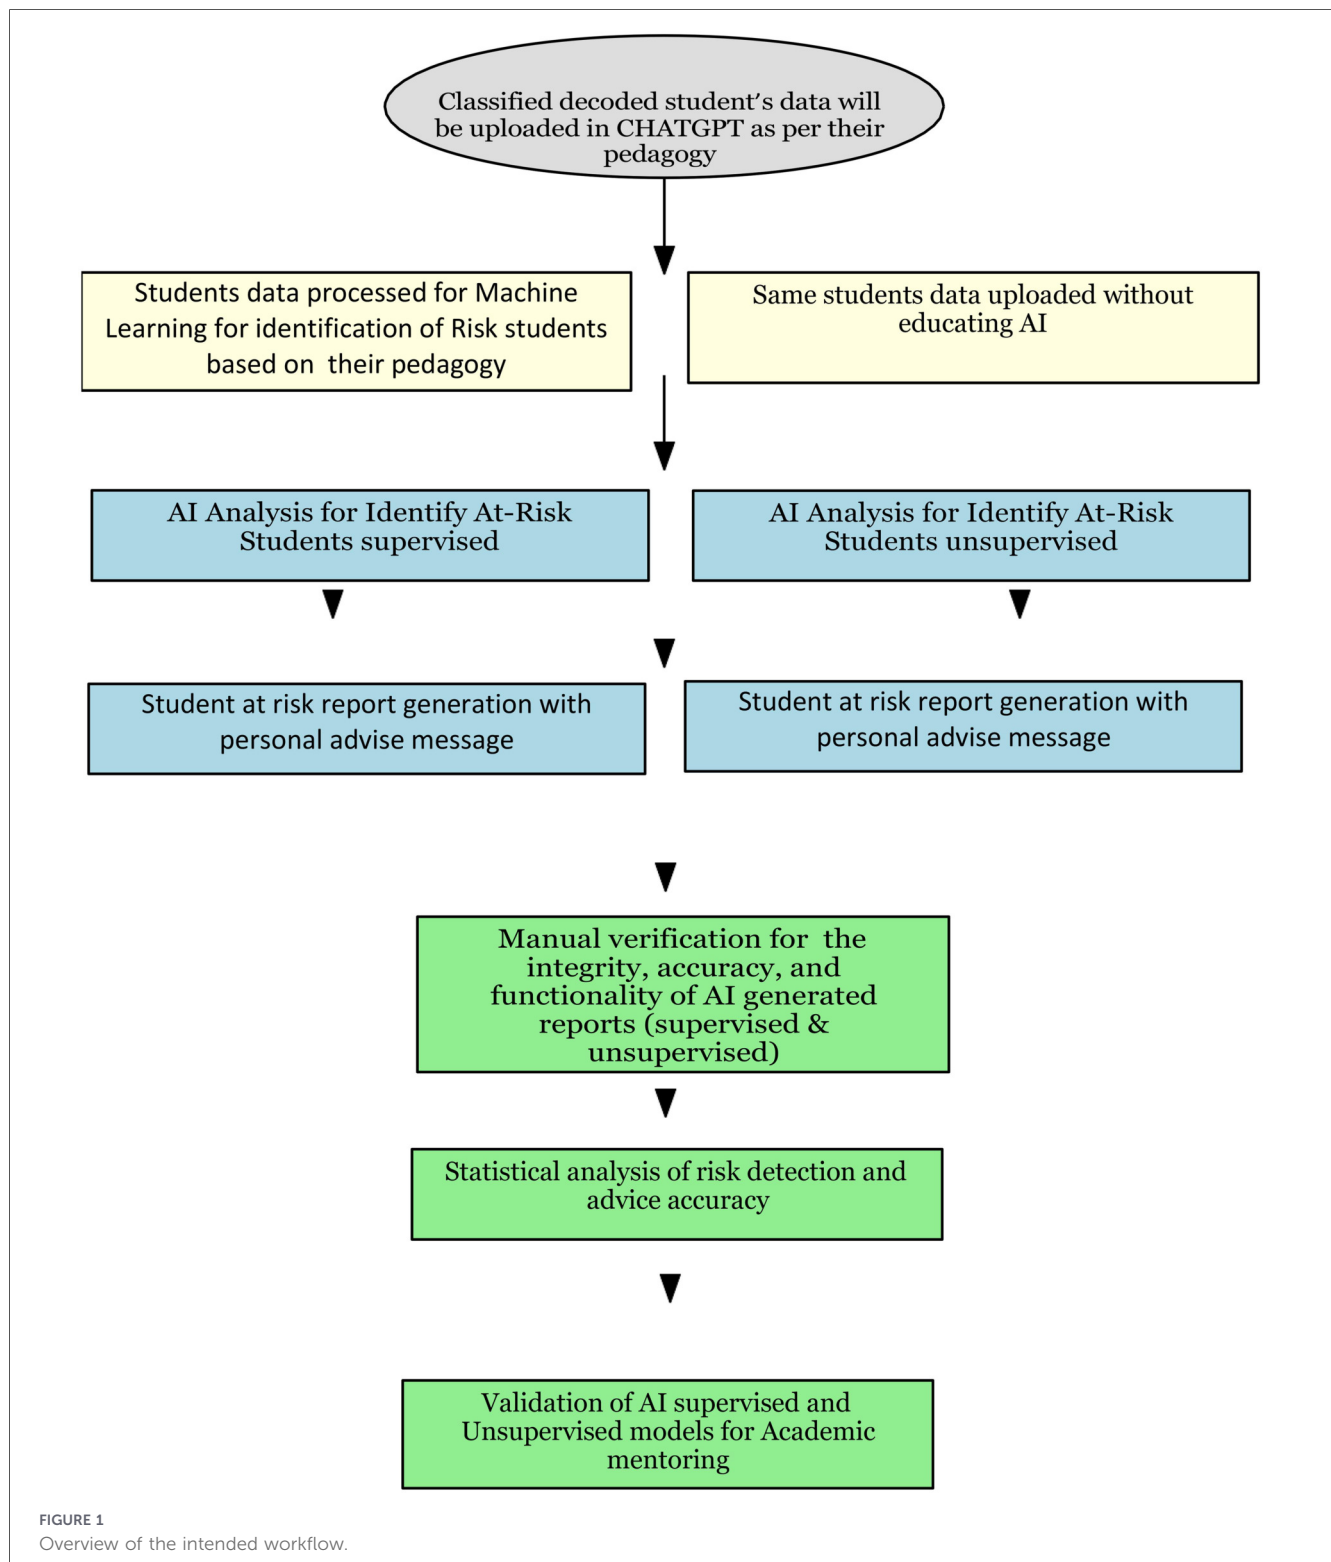 Classified decoded student's data will
be uploaded in CHATGPT as per their
pedagogy
Students data processed for Machine
Learning for identification of Risk students
based on  their pedagogy
Same students data uploaded without
educating AI
AI Analysis for Identify At-Risk
Students supervised
AI Analysis for Identify At-Risk
Students unsupervised
Student at risk report generation with
personal advise message
Student at risk report generation with
personal advise message
Manual verification for  the
integrity, accuracy, and
functionality of AI generated
reports (supervised &
unsupervised)
Statistical analysis of risk detection and
advice accuracy
Validation of AI supervised and
Unsupervised models for Academic
mentoring
FIGURE 1
Overview of the intended workflow.